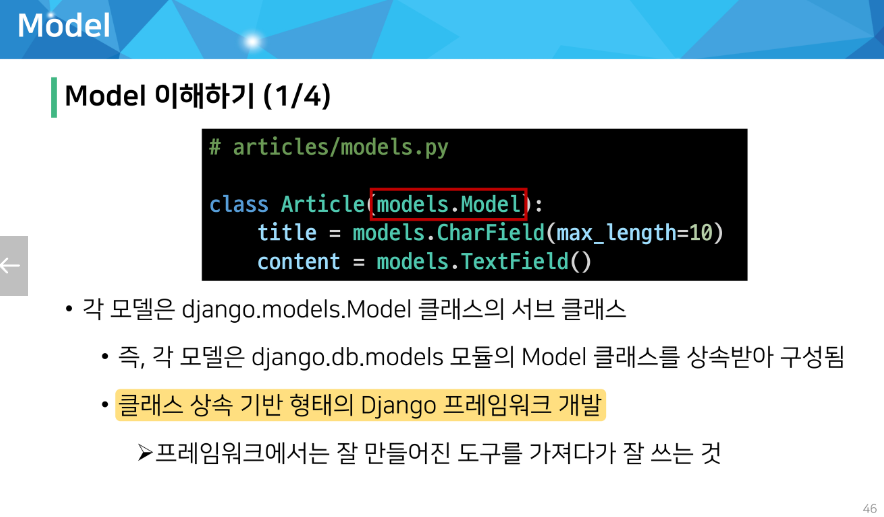 Model
Model 이해하기 (1/4)
# articles/models.py
class Article(models.Model):
    title = models.CharField(max_length=10)
    content = models.TextField()
• 각 모델은 django.models.Model 클래스의 서브 클래스
• 즉, 각 모델은 django.db.models 모듈의 Model 클래스를 상속받아 구성됨
• 클래스 상속 기반 형태의 Django 프레임워크 개발
➢프레임워크에서는 잘 만들어진 도구를 가져다가 잘 쓰는 것
46